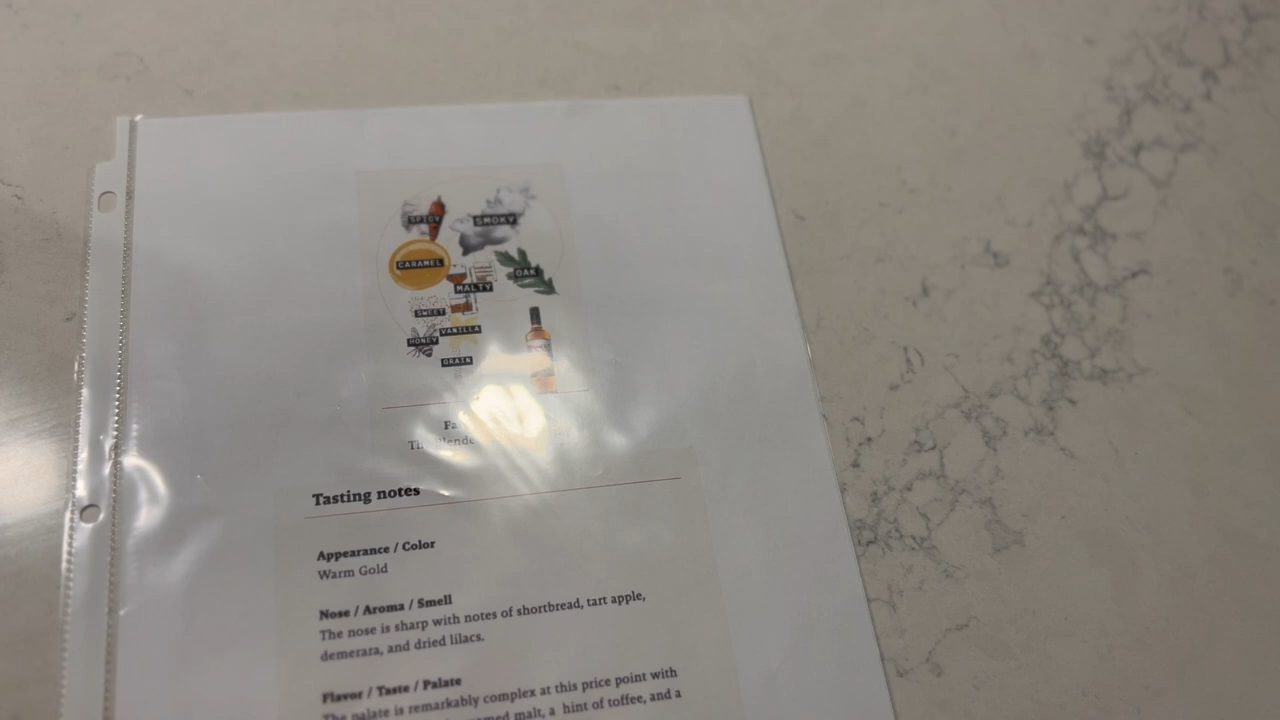 SPICY
SMOKY
CARAMEL
OAK
MALTY
SWEET
VANILLA
HONEY
GRAIN
Tasting notes
Appearance / Color
Warm Gold
Nose / Aroma / Smell
The nose is sharp with notes of shortbread, tart apple,
demerara, and dried lilacs.
Flavor / Taste / Palate
The palate is remarkably complex at this price point with
malt, a hint of toffee, and a